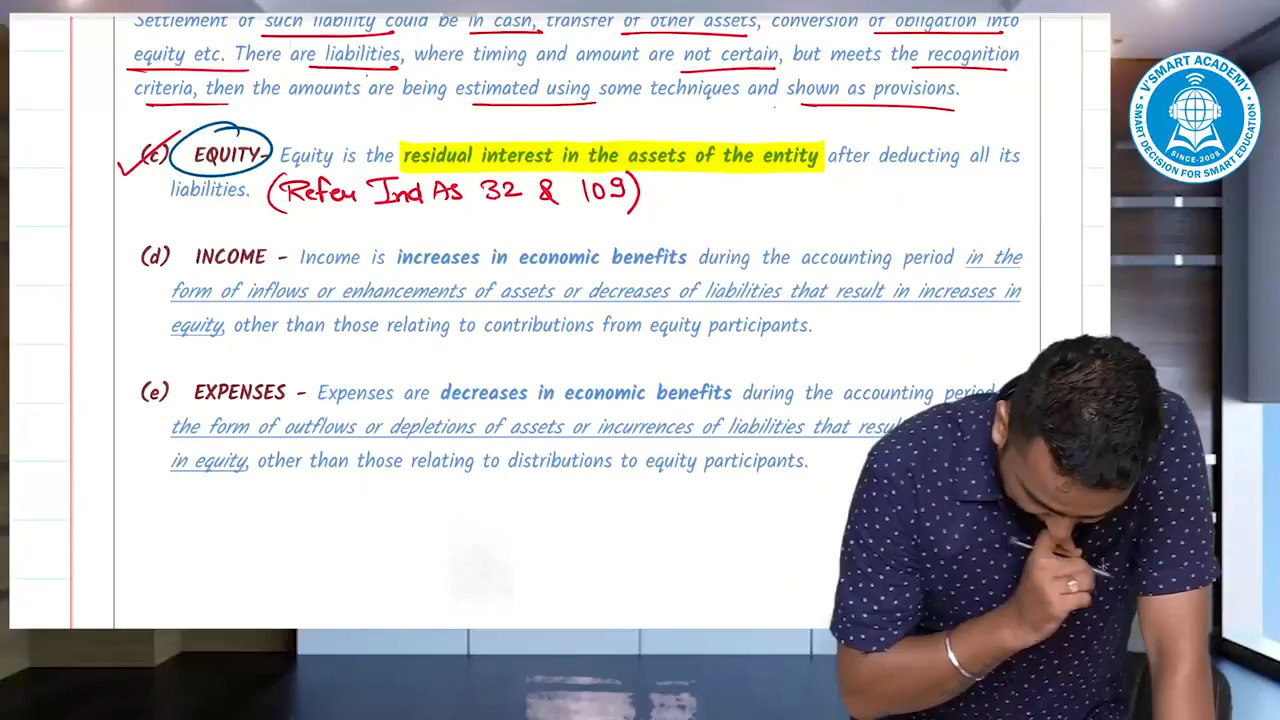 Settlement of such liability could be in cash, transfer of other assets, conversion of obligation into
equity etc. There are liabilities, where timing and amount are not certain, but meets the recognition
criteria, then the amounts are being estimated using some techniques and shown as provisions.
(c) EQUITY- Equity is the residual interest in the assets of the entity after deducting all its
liabilities. (Refer Ind As 32 & 109)
(d) INCOME - Income is increases in economic benefits during the accounting period in the
form of inflows or enhancements of assets or decreases of liabilities that result in increases in
equity, other than those relating to contributions from equity participants.
(e) EXPENSES - Expenses are decreases in economic benefits during the accounting period
the form of outflows or depletions of assets or incurrences of liabilities that
in equity, other than those relating to distributions to equity participants.
V'SMART ACADEMY
SMART DECISION FOR SMART EDUCATION
SINCE-2006